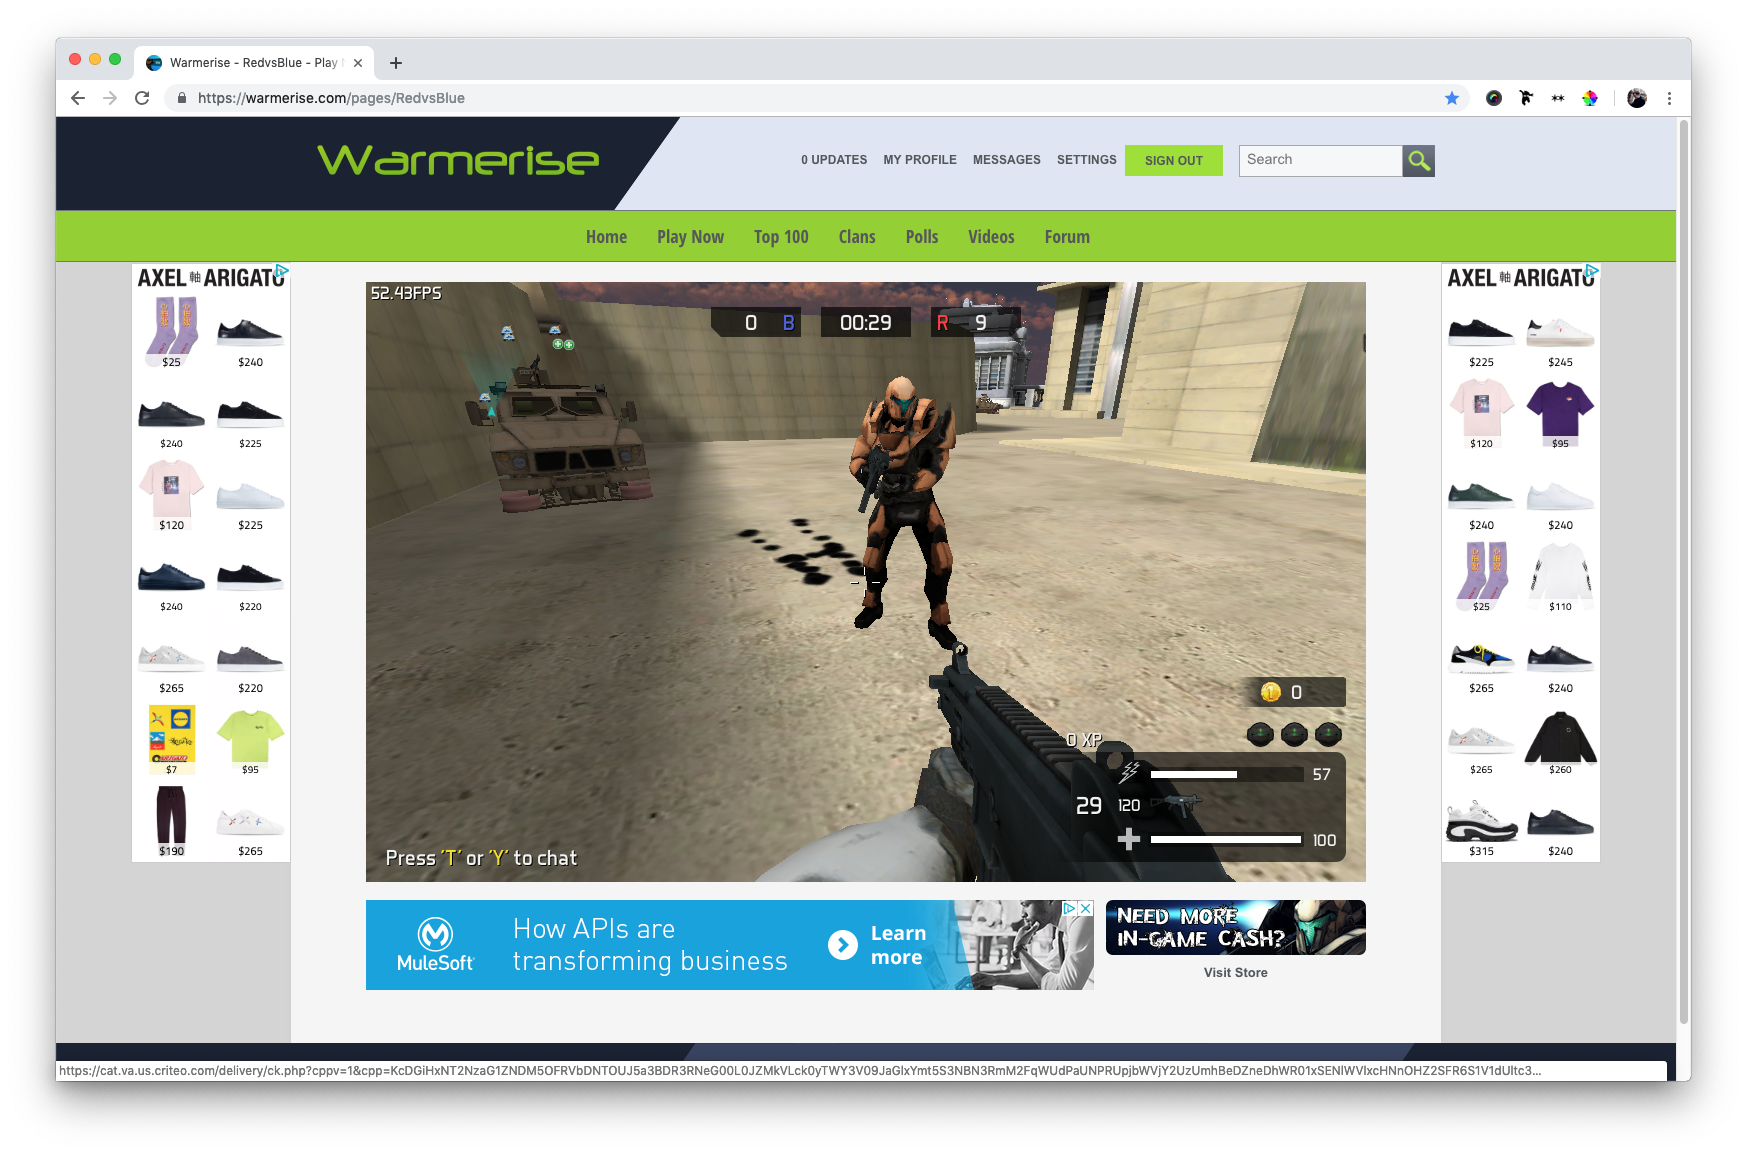 Warmerise - RedvsBlue - Play
https://warmerise.com/pages/RedvsBlue
Warmerise
0 UPDATES MY PROFILE MESSAGES SETTINGS SIGN OUT Search
Home Play Now Top 100 Clans Polls Videos Forum
AXEL 軸 ARIGATO
$25 $240
$240 $225
$120 $225
$240 $220
$265 $220
$7 $95
$190 $265
52.43FPS
0 B 00:29 R 9
0
0 XP
57
29 120
100
Press 'T' or 'Y' to chat
AXEL 軸 ARIGATO
$225 $245
$120 $95
$240 $240
$25 $110
$265 $240
$265 $260
$315 $240
MuleSoft
How APIs are
transforming business
Learn
more
NEED MORE
IN-GAME CASH?
Visit Store
https://cat.va.us.criteo.com/delivery/ck.php?cppv=1&cpp=KcDGiHxNT2NzaG1ZNDM5OFRVbDNTOUJ5a3BDR3RNeG00L0JZMkVLck0yTWY3V09JaGlxYmt5S3NBN3RmM2FqWUdPaUNPRUpjbWVjY2UzUmhBeDZneDhWR01xSENIWVlxcHNnOHZ2SFR6S1V1dUltc3...